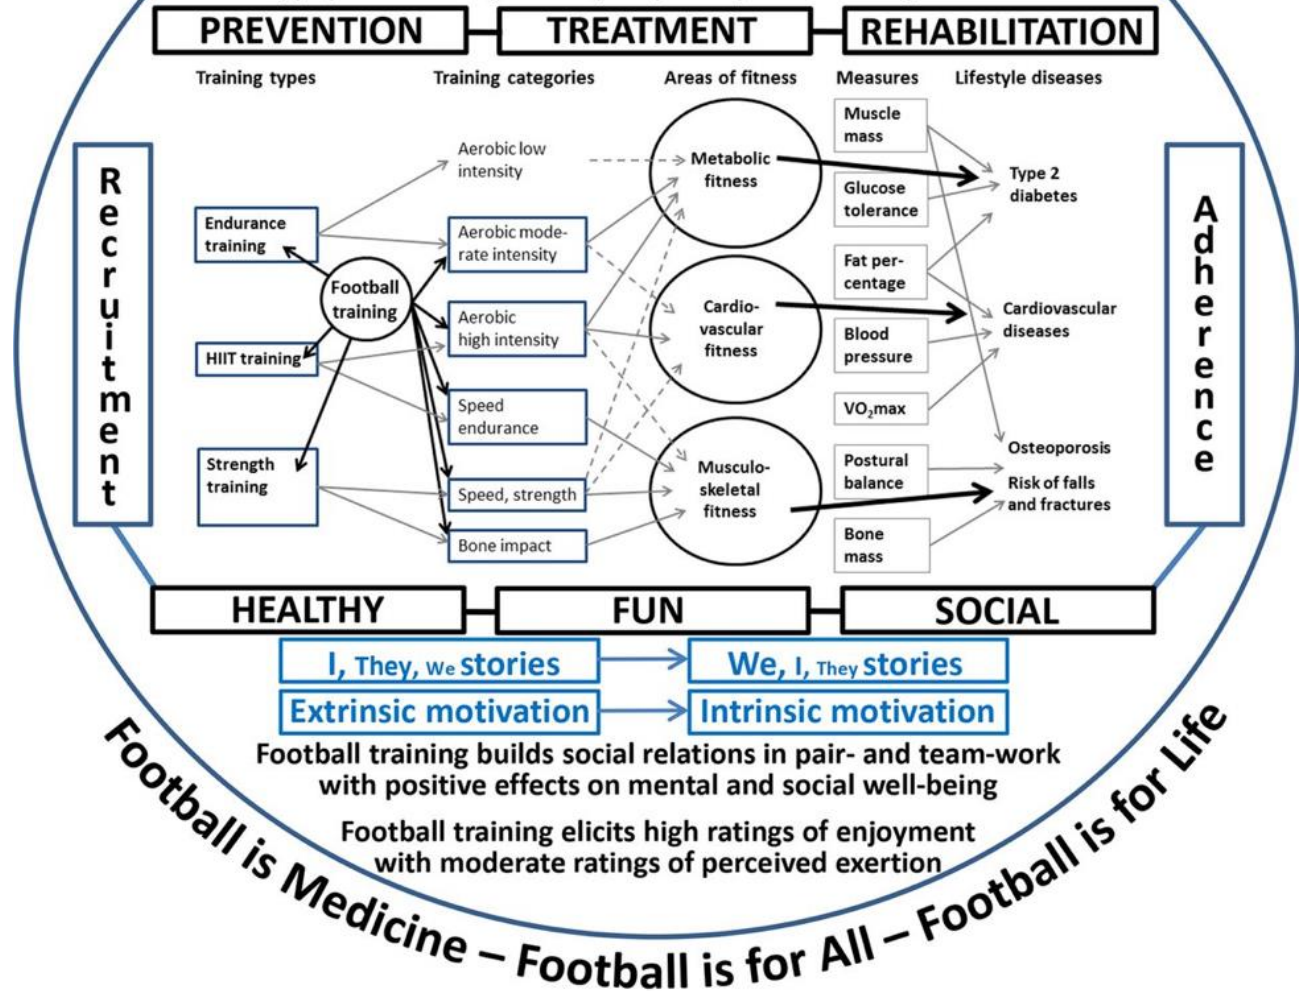 PREVENTION
TREATMENT
REHABILITATION
Training types
Training categories
Areas of fitness
Measures
Lifestyle diseases
Recruitment
Endurance
training
HIIT training
Strength
training
Football
training
Aerobic low
intensity
Aerobic mode-
rate intensity
Aerobic
high intensity
Speed
endurance
Speed, strength
Bone impact
Metabolic
fitness
Cardio-
vascular
fitness
Musculo-
skeletal
fitness
Muscle
mass
Glucose
tolerance
Fat per-
centage
Blood
pressure
VO₂max
Postural
balance
Bone
mass
Type 2
diabetes
Cardiovascular
diseases
Osteoporosis
Risk of falls
and fractures
Adherence
HEALTHY
FUN
SOCIAL
I, They, We stories
We, I, They stories
Extrinsic motivation
Intrinsic motivation
Football training builds social relations in pair- and team-work
with positive effects on mental and social well-being
Football training elicits high ratings of enjoyment
with moderate ratings of perceived exertion
Football is Medicine – Football is for All – Football is for Life